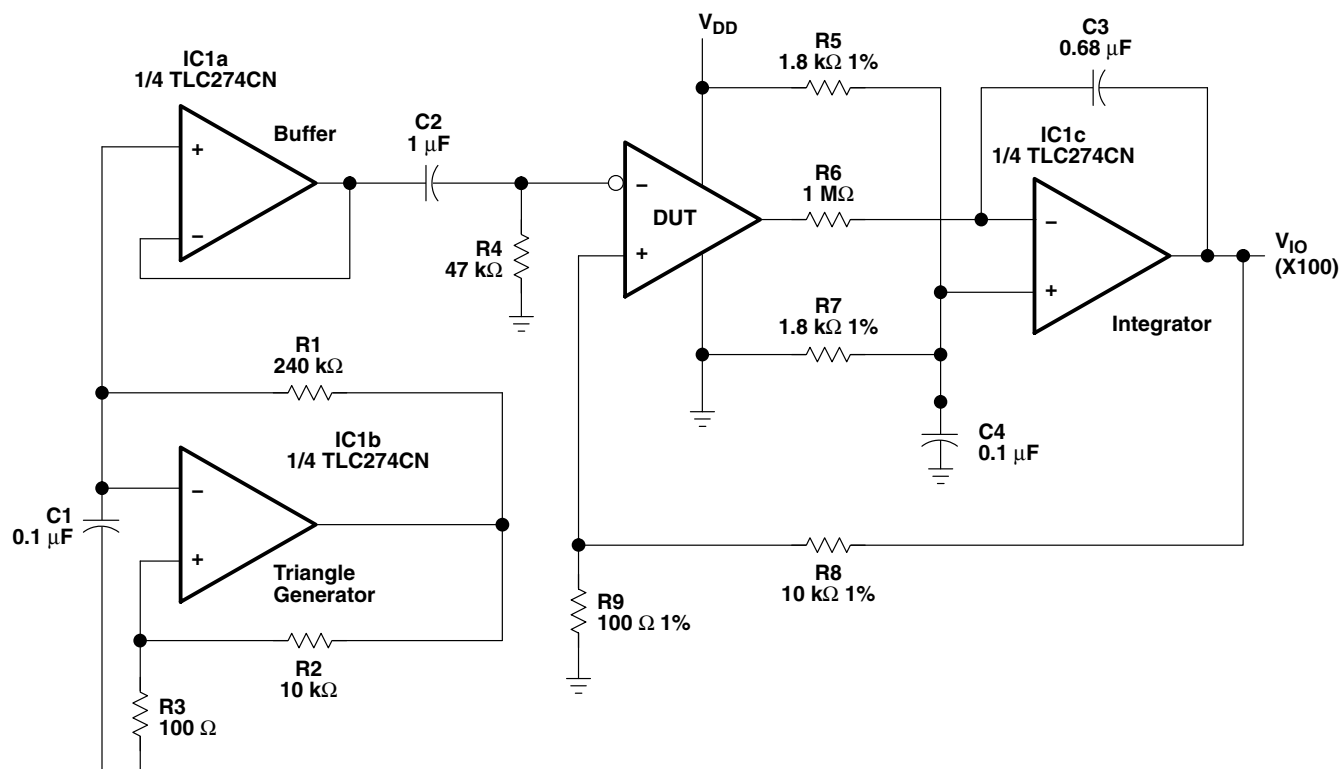 IC1a
1/4 TLC274CN
+
−
Buffer
C2
1 μF
R4
47 kΩ
VDD
DUT
−
+
R5
1.8 kΩ 1%
R6
1 MΩ
R7
1.8 kΩ 1%
C3
0.68 μF
IC1c
1/4 TLC274CN
−
+
Integrator
VIO
(X100)
C4
0.1 μF
R1
240 kΩ
IC1b
1/4 TLC274CN
C1
0.1 μF
−
+
Triangle
Generator
R2
10 kΩ
R3
100 Ω
R8
10 kΩ 1%
R9
100 Ω 1%